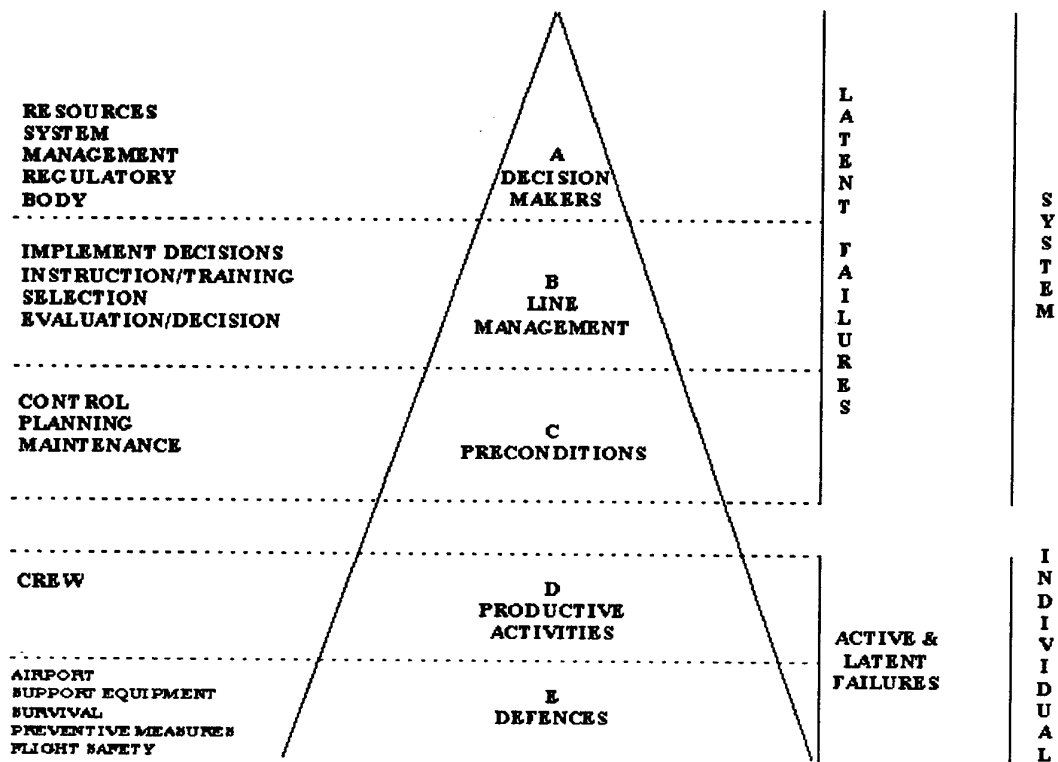 RESOURCES
SYSTEM
MANAGEMENT
REGULATORY
BODY
A
DECISION
MAKERS
IMPLEMENT DECISIONS
INSTRUCTION/TRAINING
SELECTION
EVALUATION/DECISION
B
LINE
MANAGEMENT
CONTROL
PLANNING
MAINTENANCE
C
PRECONDITIONS
LATENT FAILURES
SYSTEM
CREW
D
PRODUCTIVE
ACTIVITIES
AIRPORT
SUPPORT EQUIPMENT
SURVIVAL
PREVENTIVE MEASURES
FLIGHT SAFETY
E
DEFENCES
ACTIVE &
LATENT
FAILURES
INDIVIDUAL